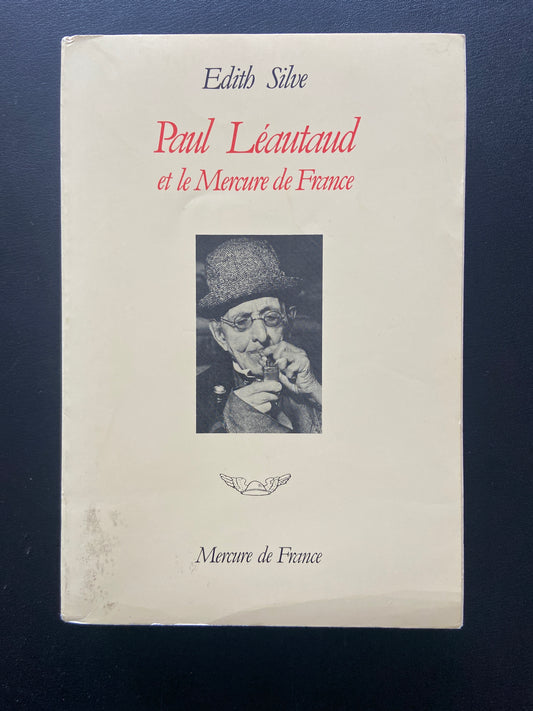 Edith Silve
Paul Léautaud
et le Mercure de France
Mercure de France